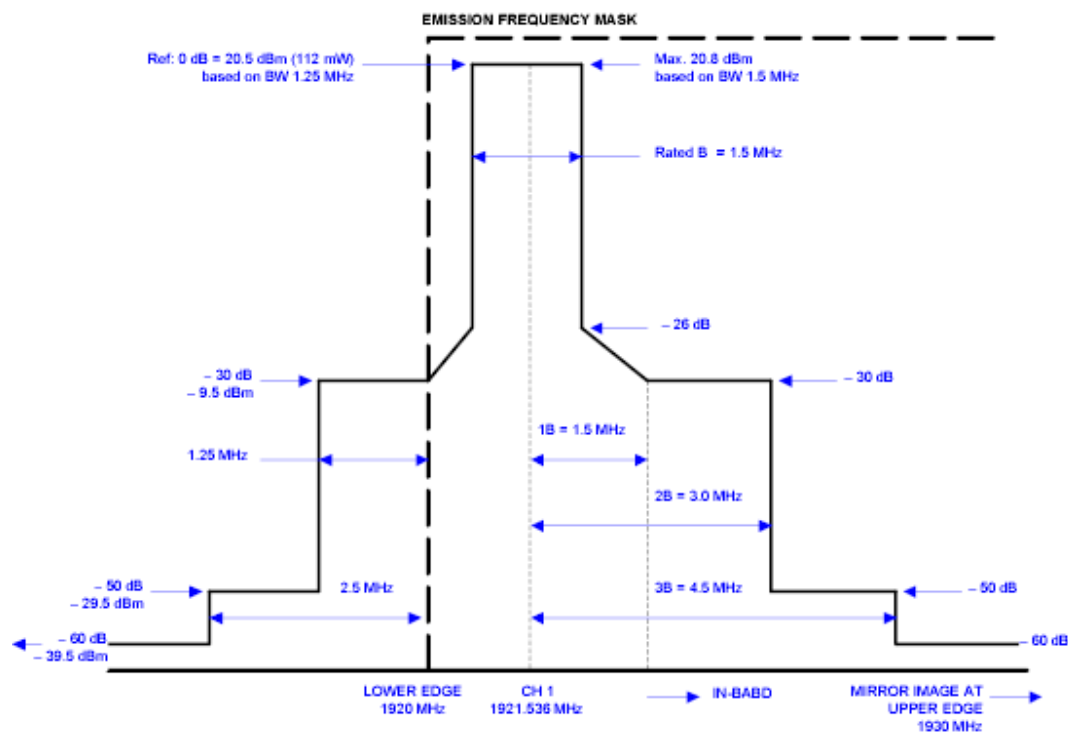 EMISSION FREQUENCY MASK
Ref: 0 dB = 20.5 dBm (112 mW)
based on BW 1.25 MHz
Max. 20.8 dBm
based on BW 1.5 MHz
Rated B = 1.5 MHz
– 26 dB
– 30 dB
– 9.5 dBm
– 30 dB
1B = 1.5 MHz
1.25 MHz
2B = 3.0 MHz
– 50 dB
– 29.5 dBm
2.5 MHz
3B = 4.5 MHz
– 50 dB
– 60 dB
– 39.5 dBm
– 60 dB
LOWER EDGE
1920 MHz
CH 1
1921.536 MHz
IN-BABD
MIRROR IMAGE AT
UPPER EDGE
1930 MHz